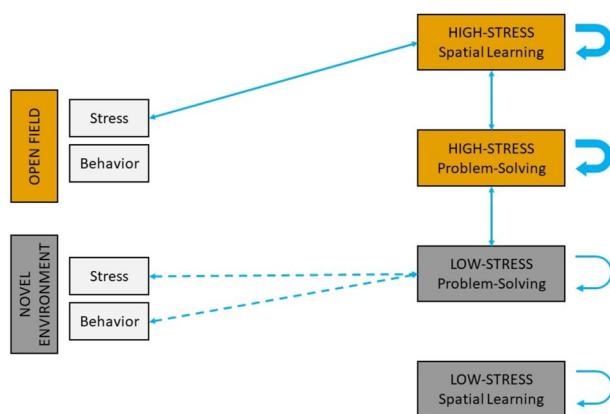 HIGH-STRESS
Spatial Learning
OPEN FIELD
Stress
Behavior
HIGH-STRESS
Problem-Solving
NOVEL
ENVIRONMENT
Stress
Behavior
LOW-STRESS
Problem-Solving
LOW-STRESS
Spatial Learning